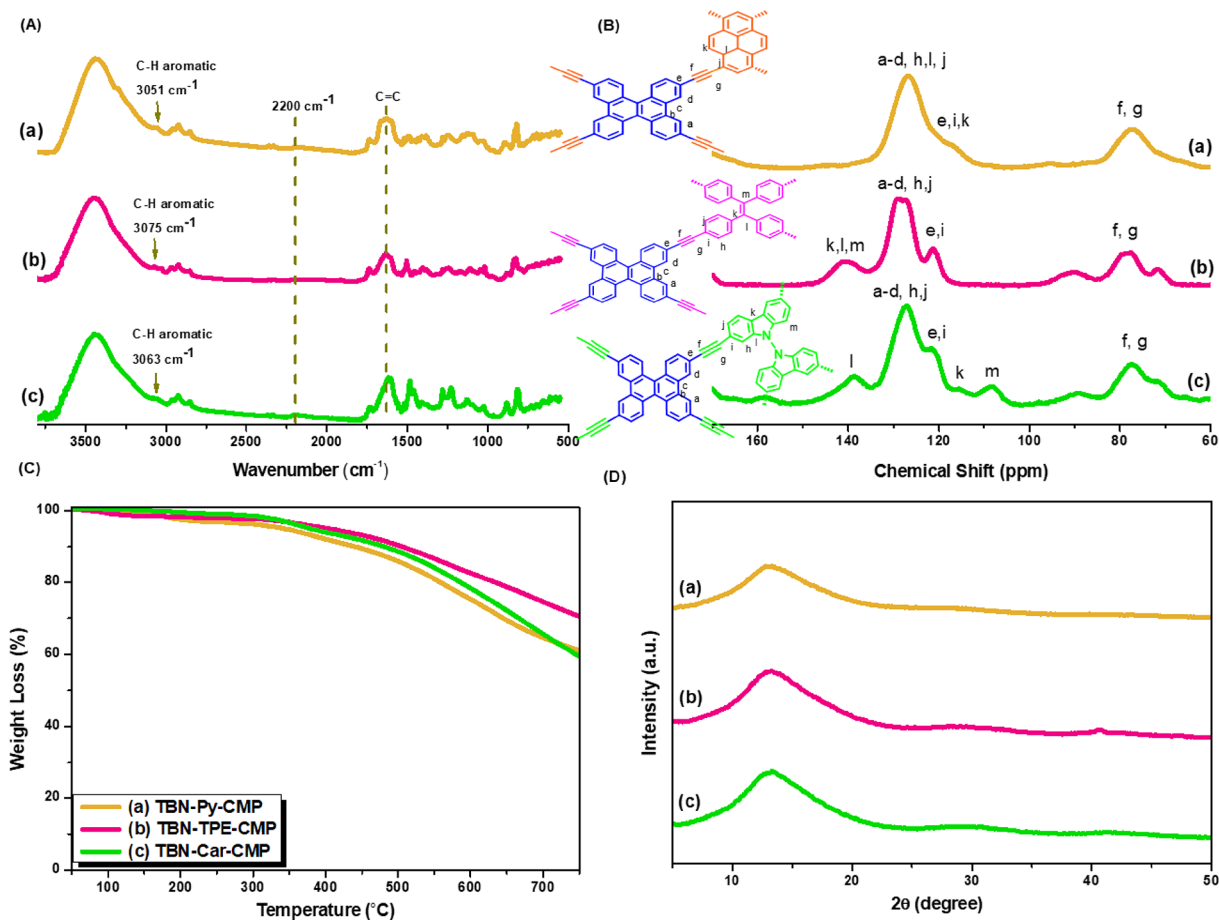 (A)
C-H aromatic
3051 cm-1
2200 cm-1
C=C
(a)
C-H aromatic
3075 cm-1
(b)
C-H aromatic
3063 cm-1
(c)
3500 3000 2500 2000 1500 1000 500
Wavenumber (cm-1)
(B)
k
l
j
f
g
e
d
c
b
a
a-d, h,l, j
e,i,k
f, g
(a)
m
k
l
j
i
h
f
g
e
d
c
b
a
k,l,m
a-d, h,j
e,i
f, g
(b)
k
j
m
N
l
h
i
N
f
g
e
d
c
b
a
l
a-d, h,j
e,i
k
m
f, g
(c)
160 140 120 100 80 60
Chemical Shift (ppm)
(C)
100
80
60
40
20
0
Weight Loss (%)
(a) TBN-Py-CMP
(b) TBN-TPE-CMP
(c) TBN-Car-CMP
100 200 300 400 500 600 700
Temperature (°C)
(D)
(a)
(b)
(c)
Intensity (a.u.)
10 20 30 40 50
2θ (degree)